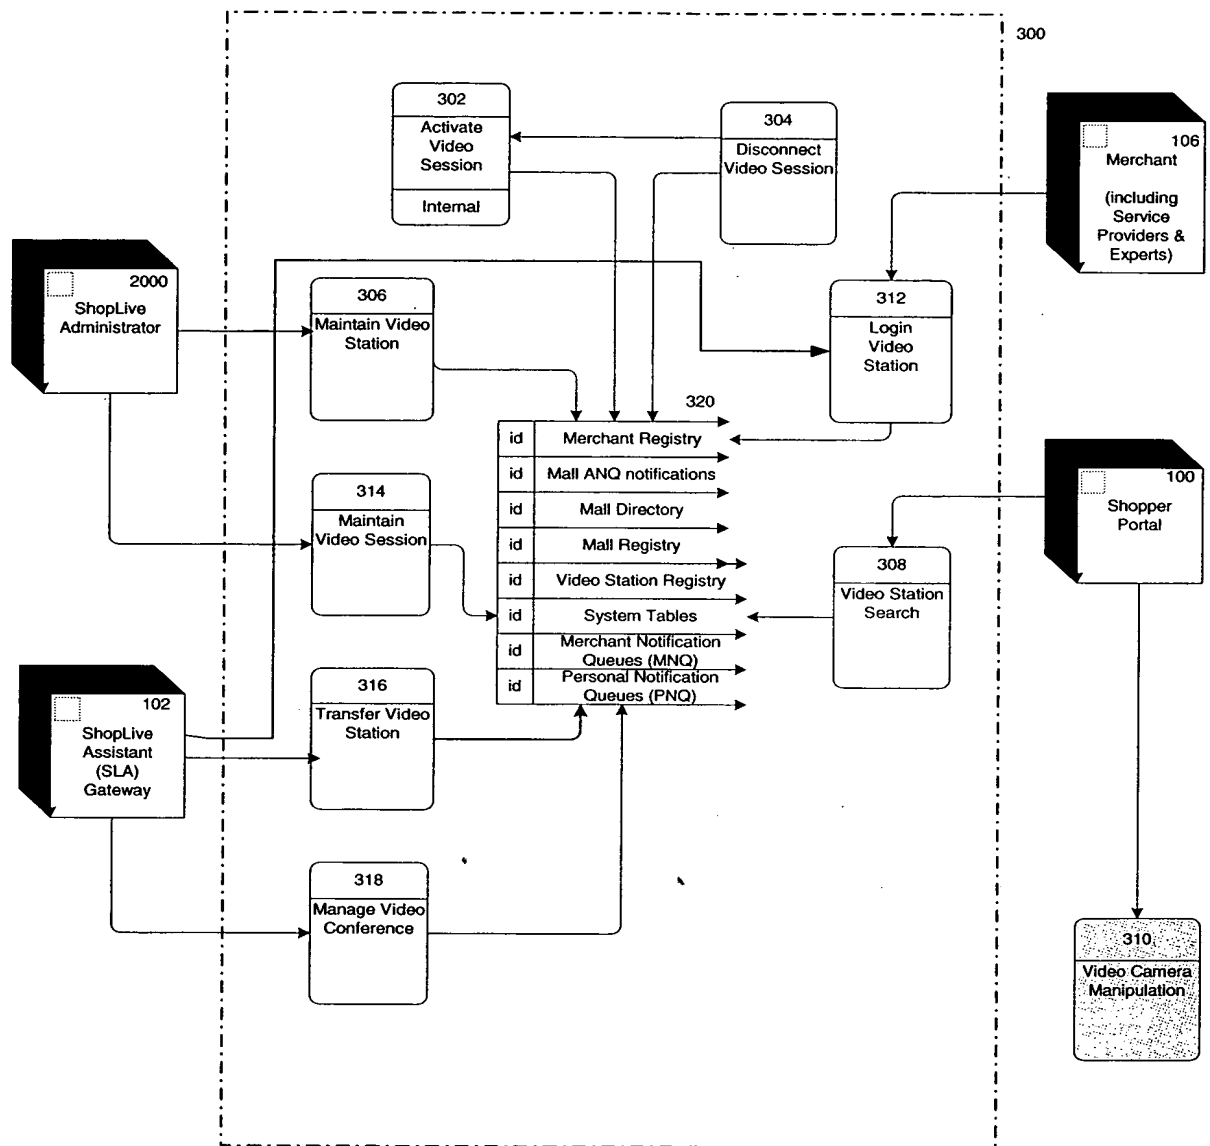 300
302
Activate
Video
Session
Internal
304
Disconnect
Video Session
106
Merchant
(including
Service
Providers &
Experts)
2000
ShopLive
Administrator
306
Maintain Video
Station
312
Login
Video
Station
320
id Merchant Registry
id Mall ANQ notifications
id Mall Directory
id Mall Registry
id Video Station Registry
id System Tables
id Merchant Notification
Queues (MNQ)
id Personal Notification
Queues (PNQ)
314
Maintain
Video Session
100
Shopper
Portal
308
Video Station
Search
102
ShopLive
Assistant
(SLA)
Gateway
316
Transfer Video
Station
318
Manage Video
Conference
310
Video Camera
Manipulation